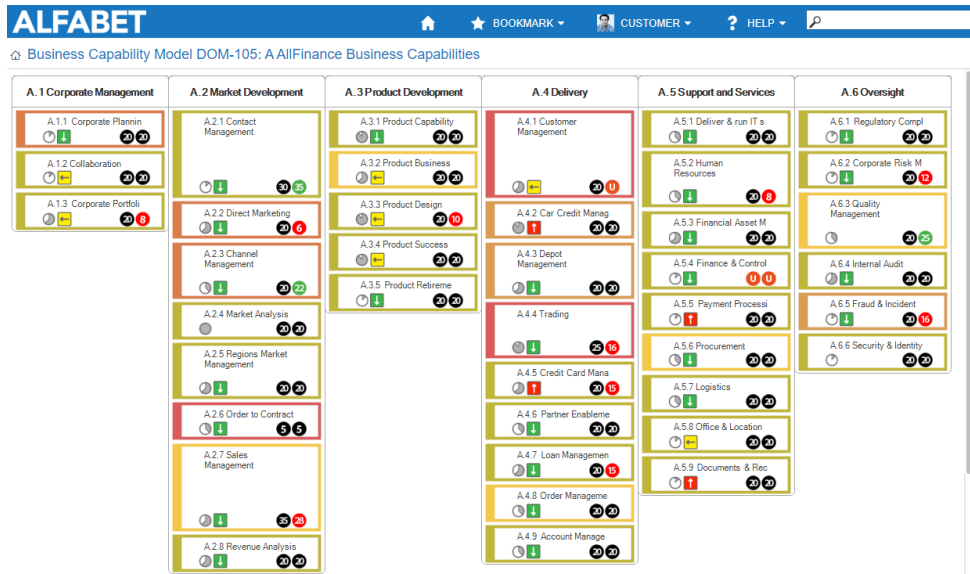 ALFABET
BOOKMARK
CUSTOMER
? HELP
Business Capability Model DOM-105: A AllFinance Business Capabilities
A.1 Corporate Management
A.1.1 Corporate Plannin
20 20
A.1.2 Collaboration
20 20
A.1.3 Corporate Portfoli
20 8
A.2 Market Development
A.2.1 Contact
Management
30 35
A.2.2 Direct Marketing
20 6
A.2.3 Channel
Management
20 22
A.2.4 Market Analysis
20 20
A.2.5 Regions Market
Management
20 20
A.2.6 Order to Contract
5 5
A.2.7 Sales
Management
35 28
A.2.8 Revenue Analysis
20 20
A.3 Product Development
A.3.1 Product Capability
20 20
A.3.2 Product Business
20 20
A.3.3 Product Design
20 10
A.3.4 Product Success
20 20
A.3.5 Product Retireme
20 20
A.4 Delivery
A.4.1 Customer
Management
20 U
A.4.2 Car Credit Manag
20 20
A.4.3 Depot
Management
20 20
A.4.4 Trading
25 16
A.4.5 Credit Card Mana
20 15
A.4.6 Partner Enableme
20 20
A.4.7 Loan Managemen
20 15
A.4.8 Order Manageme
20 20
A.4.9 Account Manage
20 20
A.5 Support and Services
A.5.1 Deliver & run IT s
20 20
A.5.2 Human
Resources
20 8
A.5.3 Financial Asset M
20 20
A.5.4 Finance & Control
U U
A.5.5 Payment Processi
20 20
A.5.6 Procurement
20 20
A.5.7 Logistics
20 20
A.5.8 Office & Location
20 20
A.5.9 Documents & Rec
20 20
A.6 Oversight
A.6.1 Regulatory Compl
20 20
A.6.2 Corporate Risk M
20 12
A.6.3 Quality
Management
20 25
A.6.4 Internal Audit
20 20
A.6.5 Fraud & Incident
20 16
A.6.6 Security & Identity
20 20